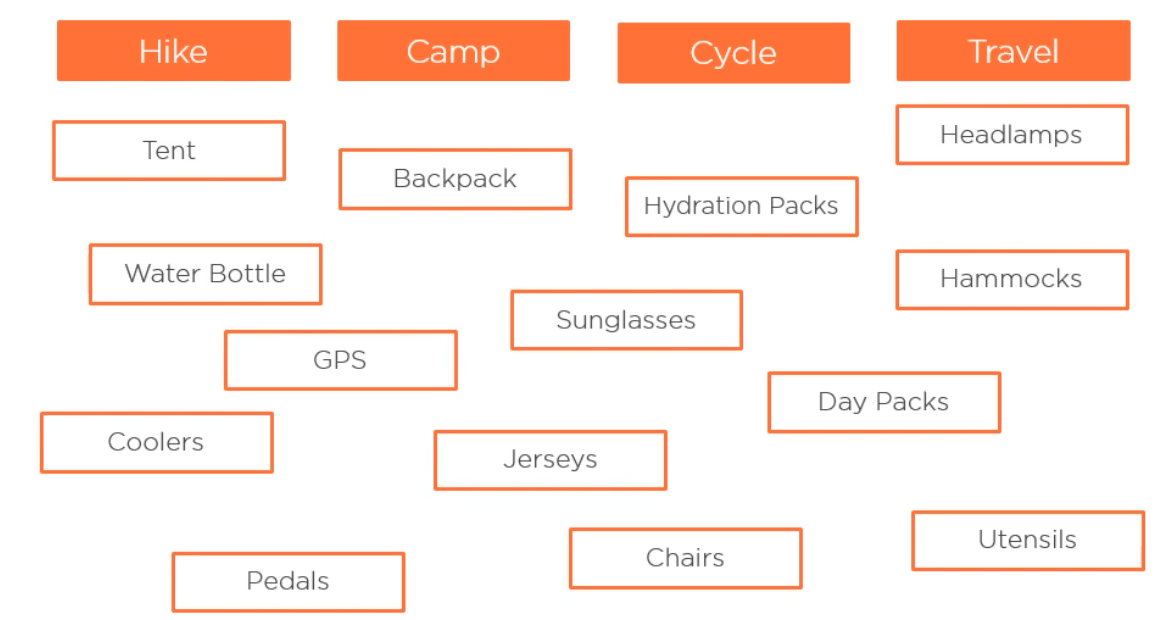 Hike
Camp
Cycle
Travel
Headlamps
Tent
Backpack
Hydration Packs
Water Bottle
Hammocks
Sunglasses
GPS
Day Packs
Coolers
Jerseys
Utensils
Chairs
Pedals